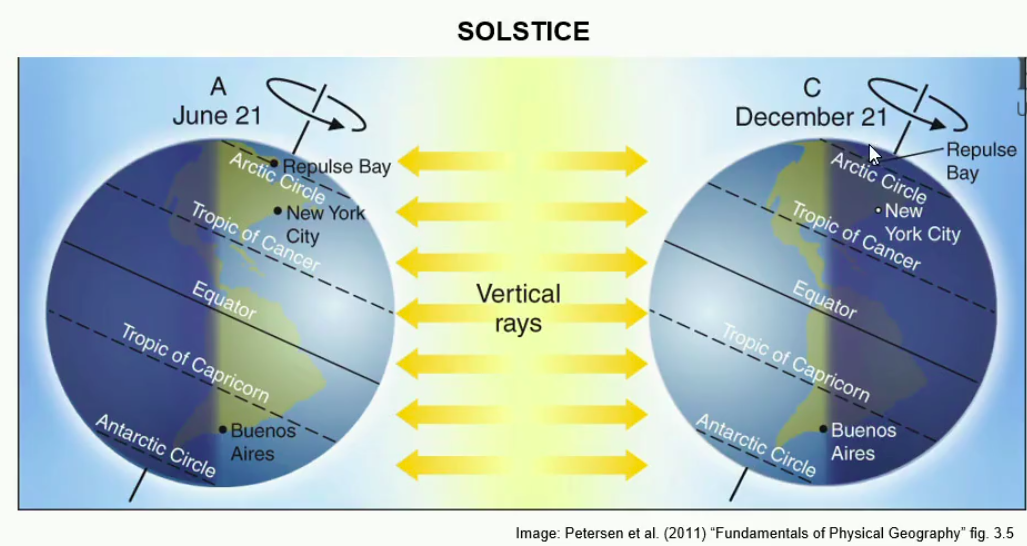 SOLSTICE
A
June 21
Repulse Bay
Arctic Circle
New York
City
Tropic of Cancer
Equator
Tropic of Capricorn
Buenos
Aires
Antarctic Circle
Vertical
rays
C
December 21
Repulse
Bay
Arctic Circle
New
York City
Tropic of Cancer
Equator
Tropic of Capricorn
Buenos
Aires
Antarctic Circle
Image: Petersen et al. (2011) “Fundamentals of Physical Geography” fig. 3.5